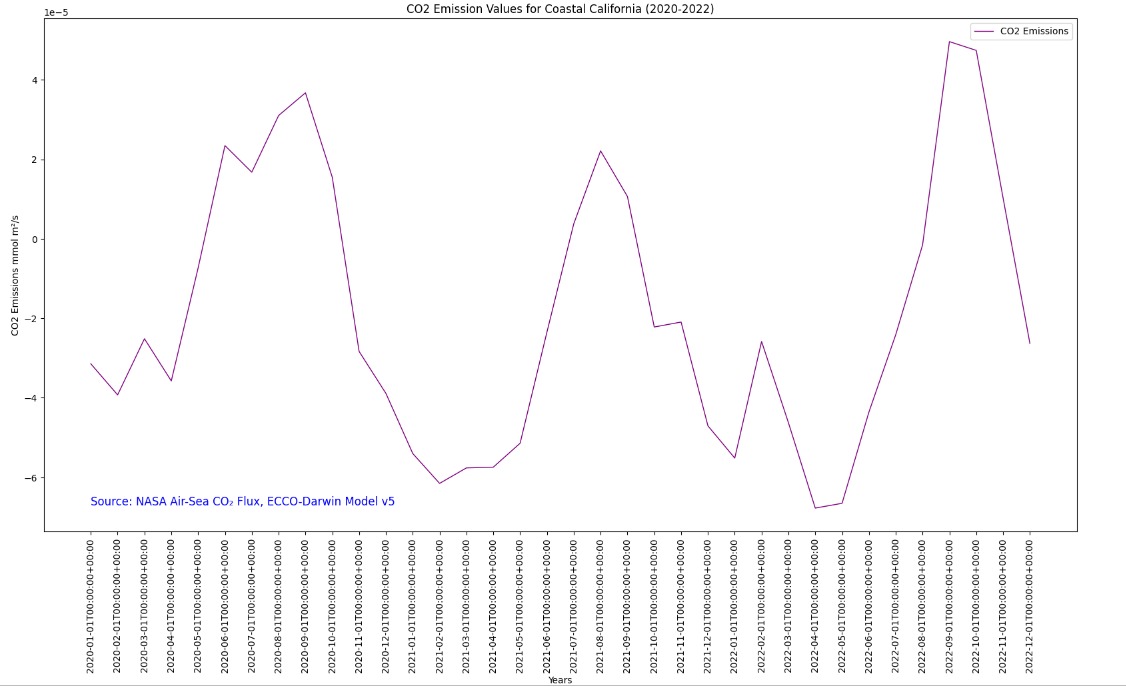 CO2 Emission Values for Coastal California (2020-2022)
1e−5
CO2 Emissions
4
2
0
−2
−4
−6
CO2 Emissions mmol m²/s
Source: NASA Air-Sea CO₂ Flux, ECCO-Darwin Model v5
2020-01-01T00:00:00+00:00
2020-02-01T00:00:00+00:00
2020-03-01T00:00:00+00:00
2020-04-01T00:00:00+00:00
2020-05-01T00:00:00+00:00
2020-06-01T00:00:00+00:00
2020-07-01T00:00:00+00:00
2020-08-01T00:00:00+00:00
2020-09-01T00:00:00+00:00
2020-10-01T00:00:00+00:00
2020-11-01T00:00:00+00:00
2020-12-01T00:00:00+00:00
2021-01-01T00:00:00+00:00
2021-02-01T00:00:00+00:00
2021-03-01T00:00:00+00:00
2021-04-01T00:00:00+00:00
2021-05-01T00:00:00+00:00
2021-06-01T00:00:00+00:00
2021-07-01T00:00:00+00:00
2021-08-01T00:00:00+00:00
2021-09-01T00:00:00+00:00
2021-10-01T00:00:00+00:00
2021-11-01T00:00:00+00:00
2021-12-01T00:00:00+00:00
2022-01-01T00:00:00+00:00
2022-02-01T00:00:00+00:00
2022-03-01T00:00:00+00:00
2022-04-01T00:00:00+00:00
2022-05-01T00:00:00+00:00
2022-06-01T00:00:00+00:00
2022-07-01T00:00:00+00:00
2022-08-01T00:00:00+00:00
2022-09-01T00:00:00+00:00
2022-10-01T00:00:00+00:00
2022-11-01T00:00:00+00:00
2022-12-01T00:00:00+00:00
Years